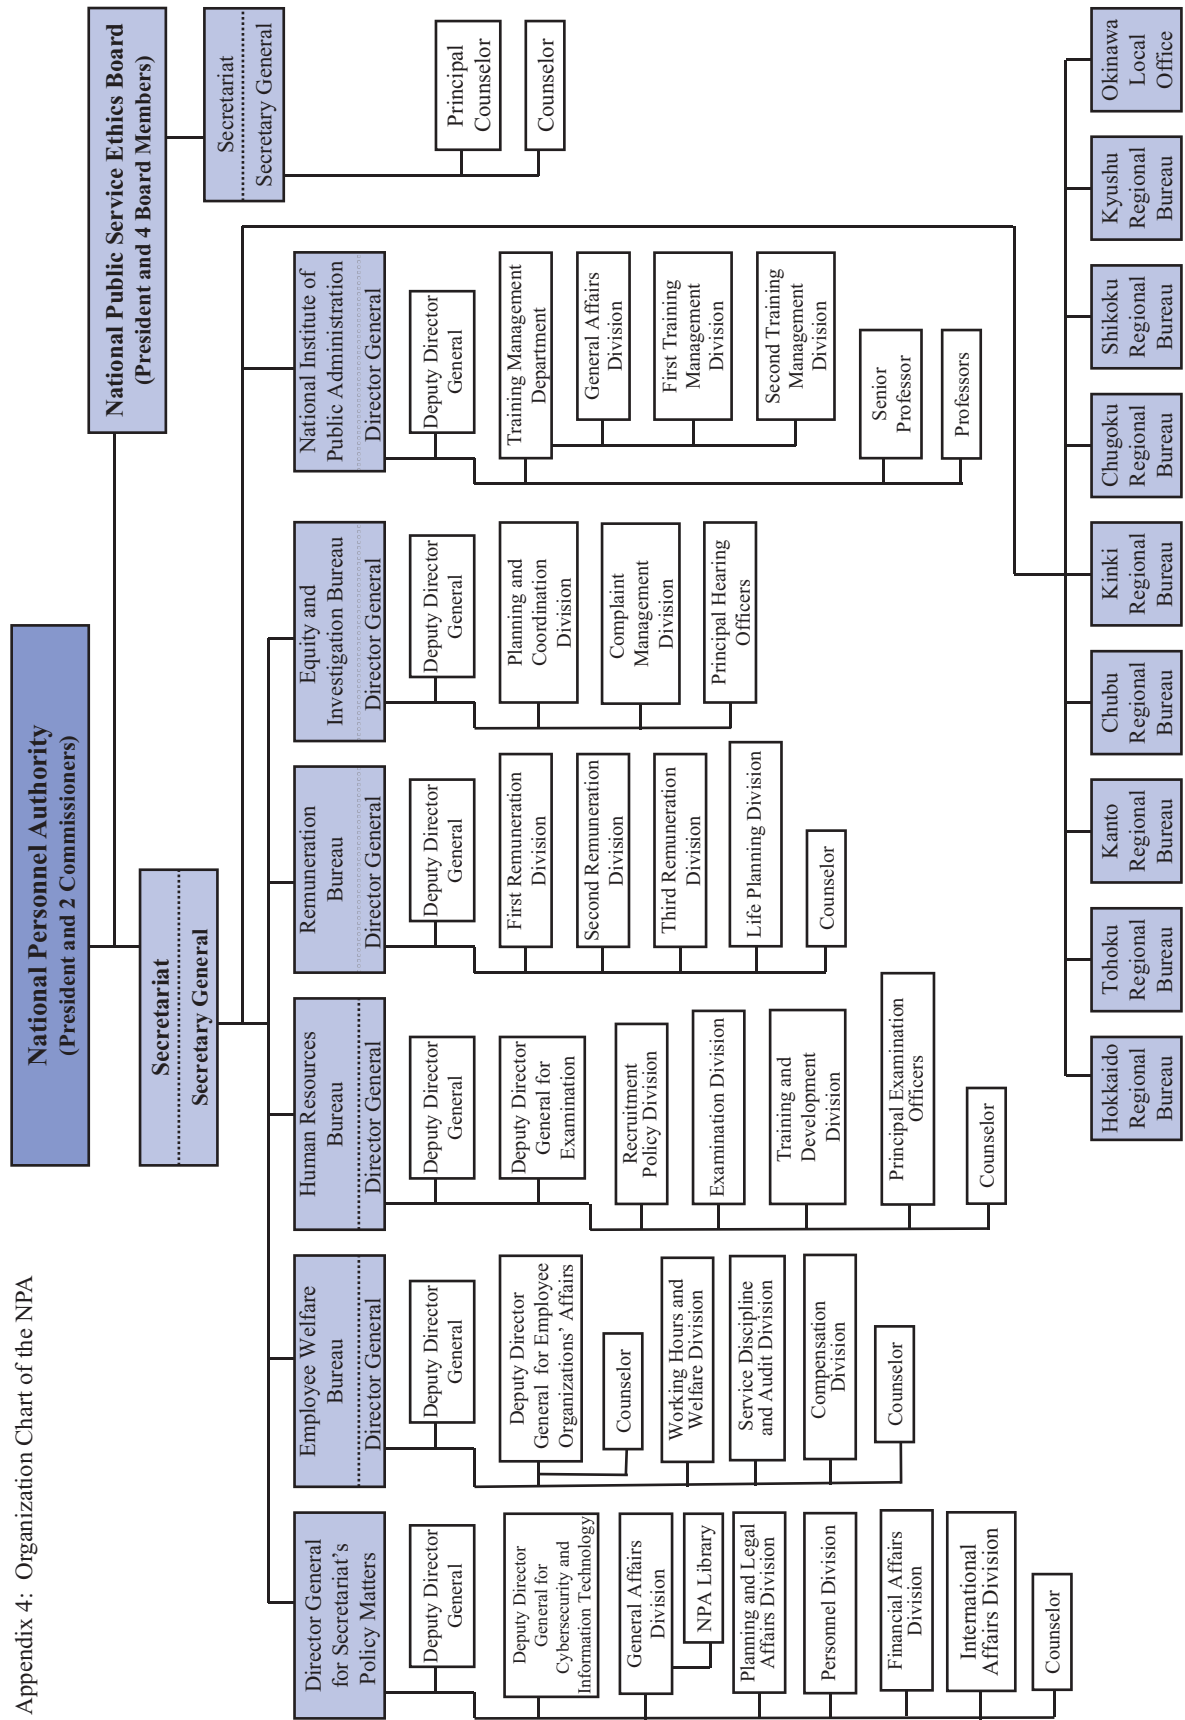 Appendix 4: Organization Chart of the NPA
National Personnel Authority
(President and 2 Commissioners)
National Public Service Ethics Board
(President and 4 Board Members)
Secretariat
Secretary General
Secretariat
Secretary General
Principal
Counselor
Counselor
Director General
for Secretariat's
Policy Matters
Deputy Director
General
Deputy Director
General for
Cybersecurity and
Information Technology
General Affairs
Division
NPA Library
Planning and Legal
Affairs Division
Personnel Division
Financial Affairs
Division
International
Affairs Division
Counselor
Employee Welfare
Bureau
Director General
Deputy Director
General
Deputy Director
General for Employee
Organizations' Affairs
Counselor
Working Hours and
Welfare Division
Service Discipline
and Audit Division
Compensation
Division
Counselor
Human Resources
Bureau
Director General
Deputy Director
General
Deputy Director
General for
Examination
Recruitment
Policy Division
Examination Division
Training and
Development
Division
Principal Examination
Officers
Counselor
Remuneration
Bureau
Director General
Deputy Director
General
First Remuneration
Division
Second Remuneration
Division
Third Remuneration
Division
Life Planning Division
Counselor
Equity and
Investigation Bureau
Director General
Deputy Director
General
Planning and
Coordination
Division
Complaint
Management
Division
Principal Hearing
Officers
National Institute of
Public Administration
Director General
Deputy Director
General
Training Management
Department
General Affairs
Division
First Training
Management
Division
Second Training
Management
Division
Senior
Professor
Professors
Hokkaido
Regional
Bureau
Tohoku
Regional
Bureau
Kanto
Regional
Bureau
Chubu
Regional
Bureau
Kinki
Regional
Bureau
Chugoku
Regional
Bureau
Shikoku
Regional
Bureau
Kyushu
Regional
Bureau
Okinawa
Local
Office